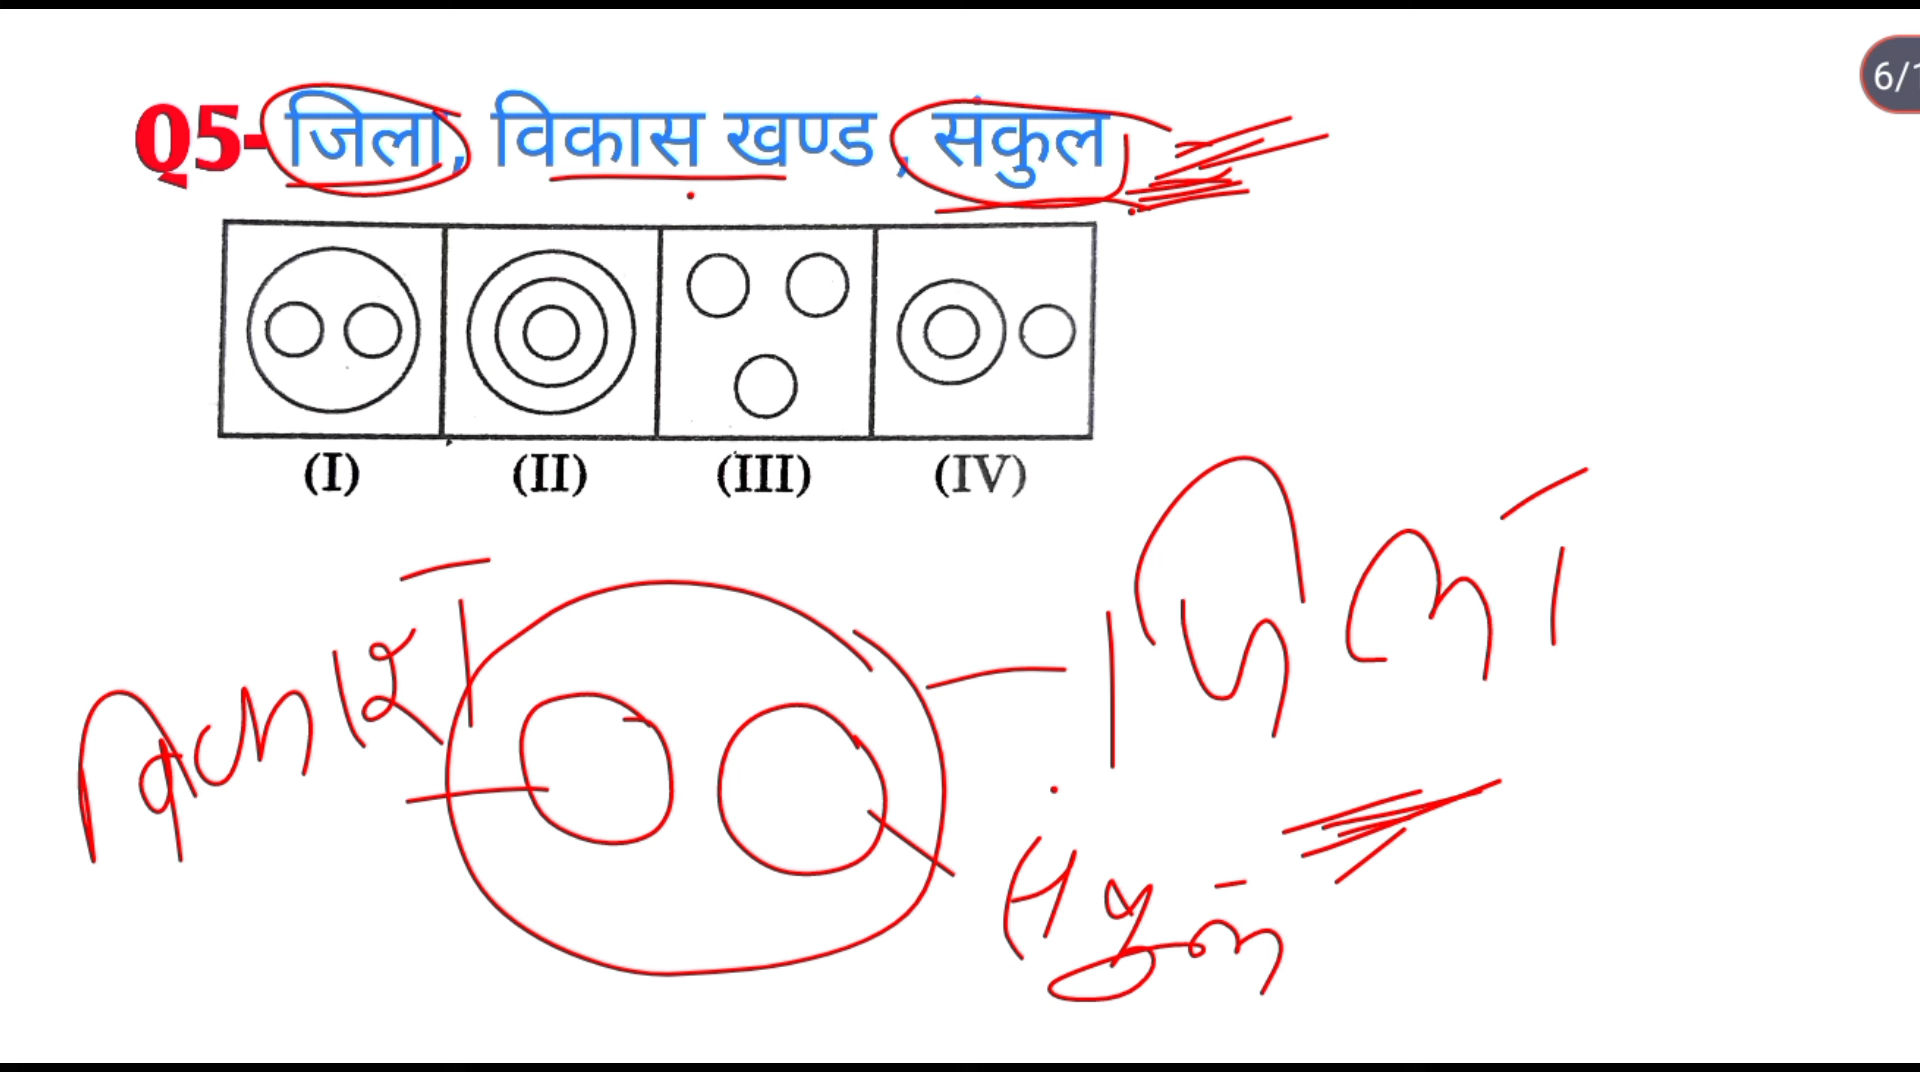 6/1
Q5- जिला, विकास खण्ड , संकुल
(I) (II) (III) (IV)
जिला
संकुल